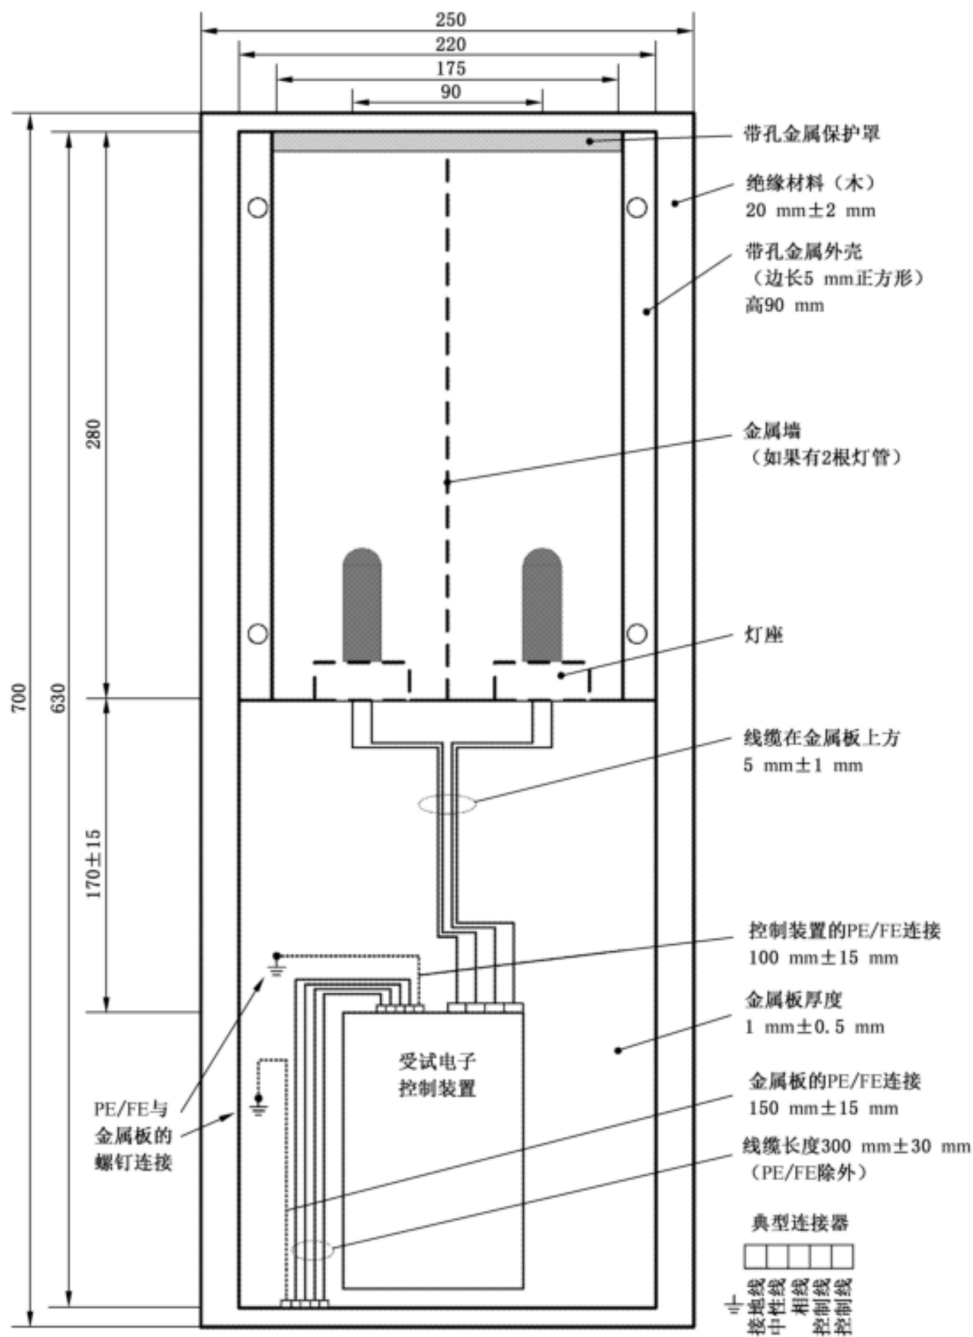 250
220
175
90
带孔金属保护罩
绝缘材料（木）
20 mm±2 mm
带孔金属外壳
（边长5 mm正方形）
高90 mm
280
金属墙
（如果有2根灯管）
灯座
700
630
线缆在金属板上方
5 mm±1 mm
170±15
控制装置的PE/FE连接
100 mm±15 mm
金属板厚度
1 mm±0.5 mm
受试电子
控制装置
金属板的PE/FE连接
150 mm±15 mm
PE/FE与
金属板的
螺钉连接
线缆长度300 mm±30 mm
（PE/FE除外）
典型连接器
接地线
中性线
相线
控制线
控制线